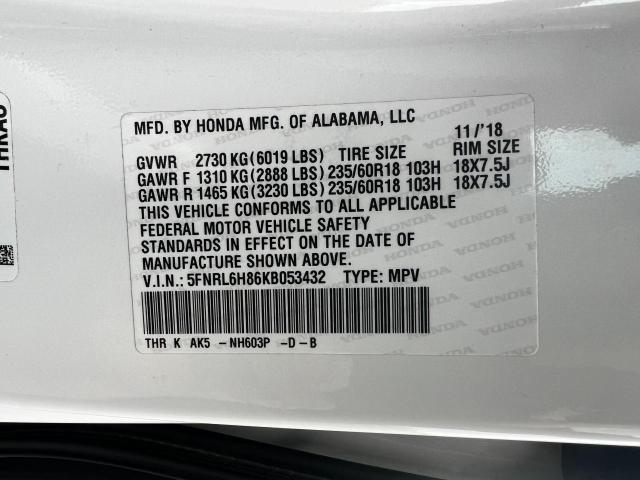 THRAG
MFD. BY HONDA MFG. OF ALABAMA, LLC
11/'18
GVWR 2730 KG(6019 LBS) TIRE SIZE RIM SIZE
GAWR F 1310 KG(2888 LBS) 235/60R18 103H 18X7.5J
GAWR R 1465 KG(3230 LBS) 235/60R18 103H 18X7.5J
THIS VEHICLE CONFORMS TO ALL APPLICABLE
FEDERAL MOTOR VEHICLE SAFETY
STANDARDS IN EFFECT ON THE DATE OF
MANUFACTURE SHOWN ABOVE.
V.I.N.: 5FNRL6H86KB053432 TYPE: MPV
THR K AK5 -NH603P -D-B